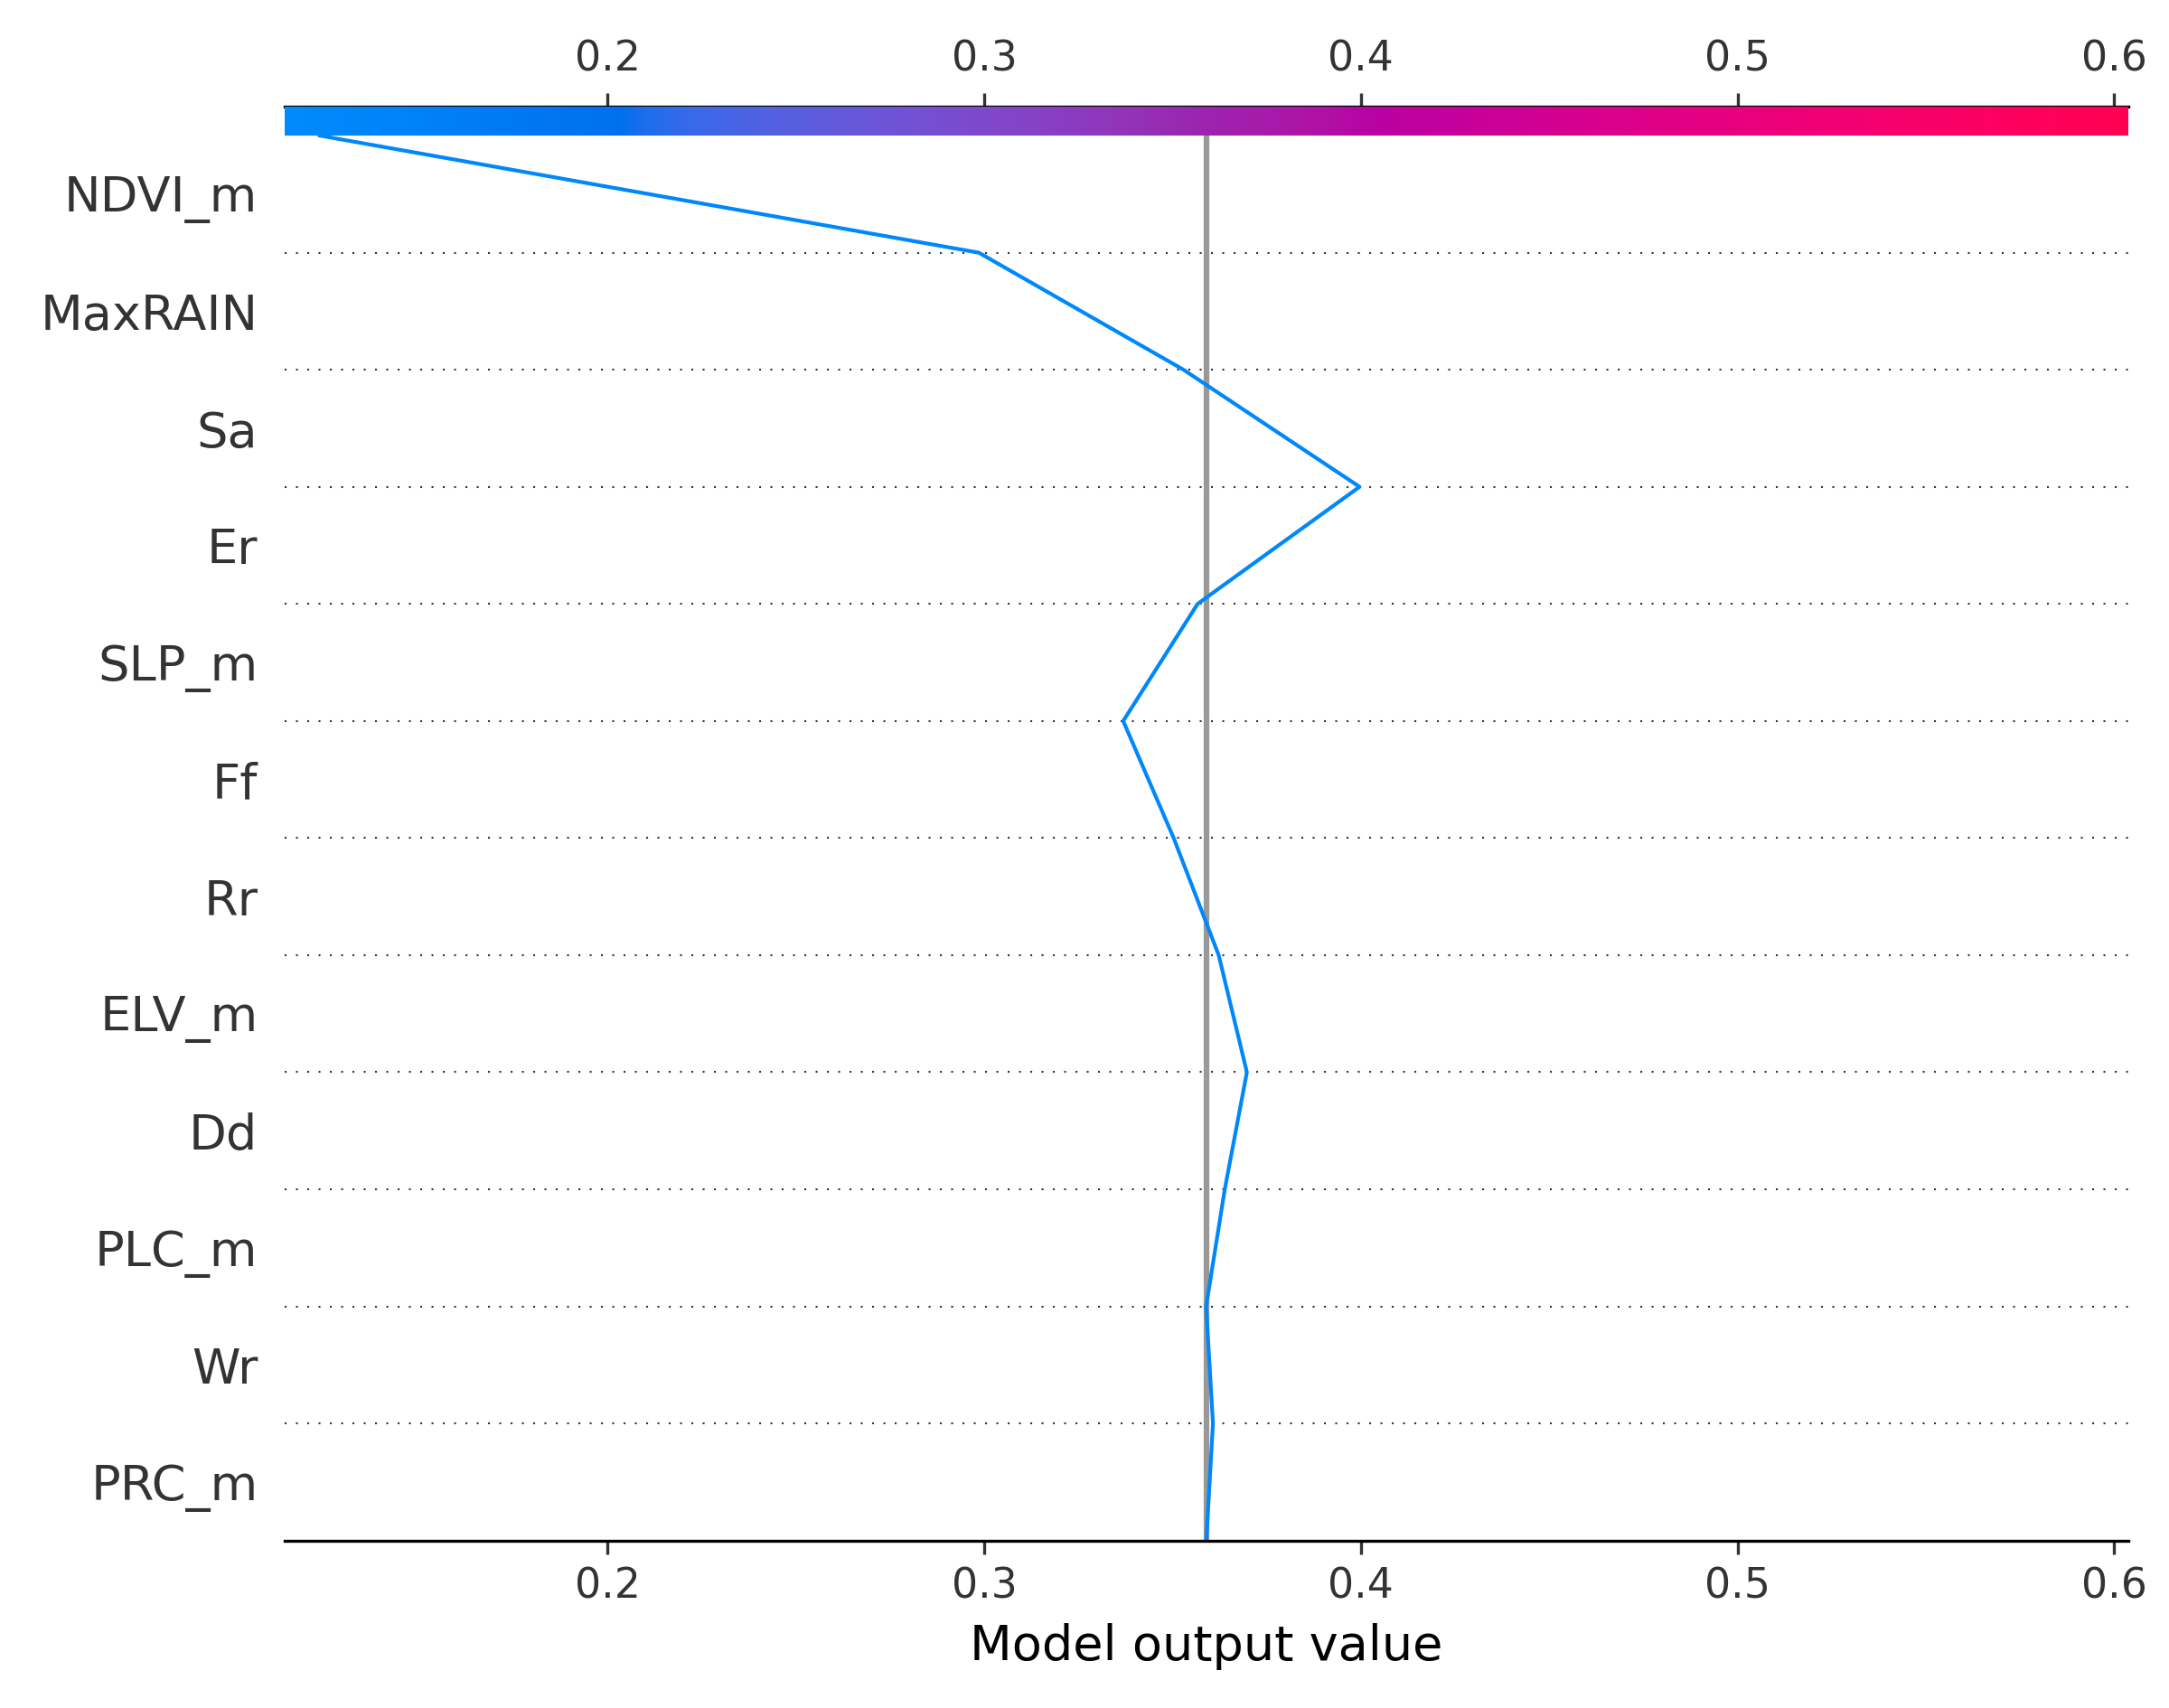 0.2 0.3 0.4 0.5 0.6
NDVI_m
MaxRAIN
Sa
Er
SLP_m
Ff
Rr
ELV_m
Dd
PLC_m
Wr
PRC_m
0.2 0.3 0.4 0.5 0.6
Model output value